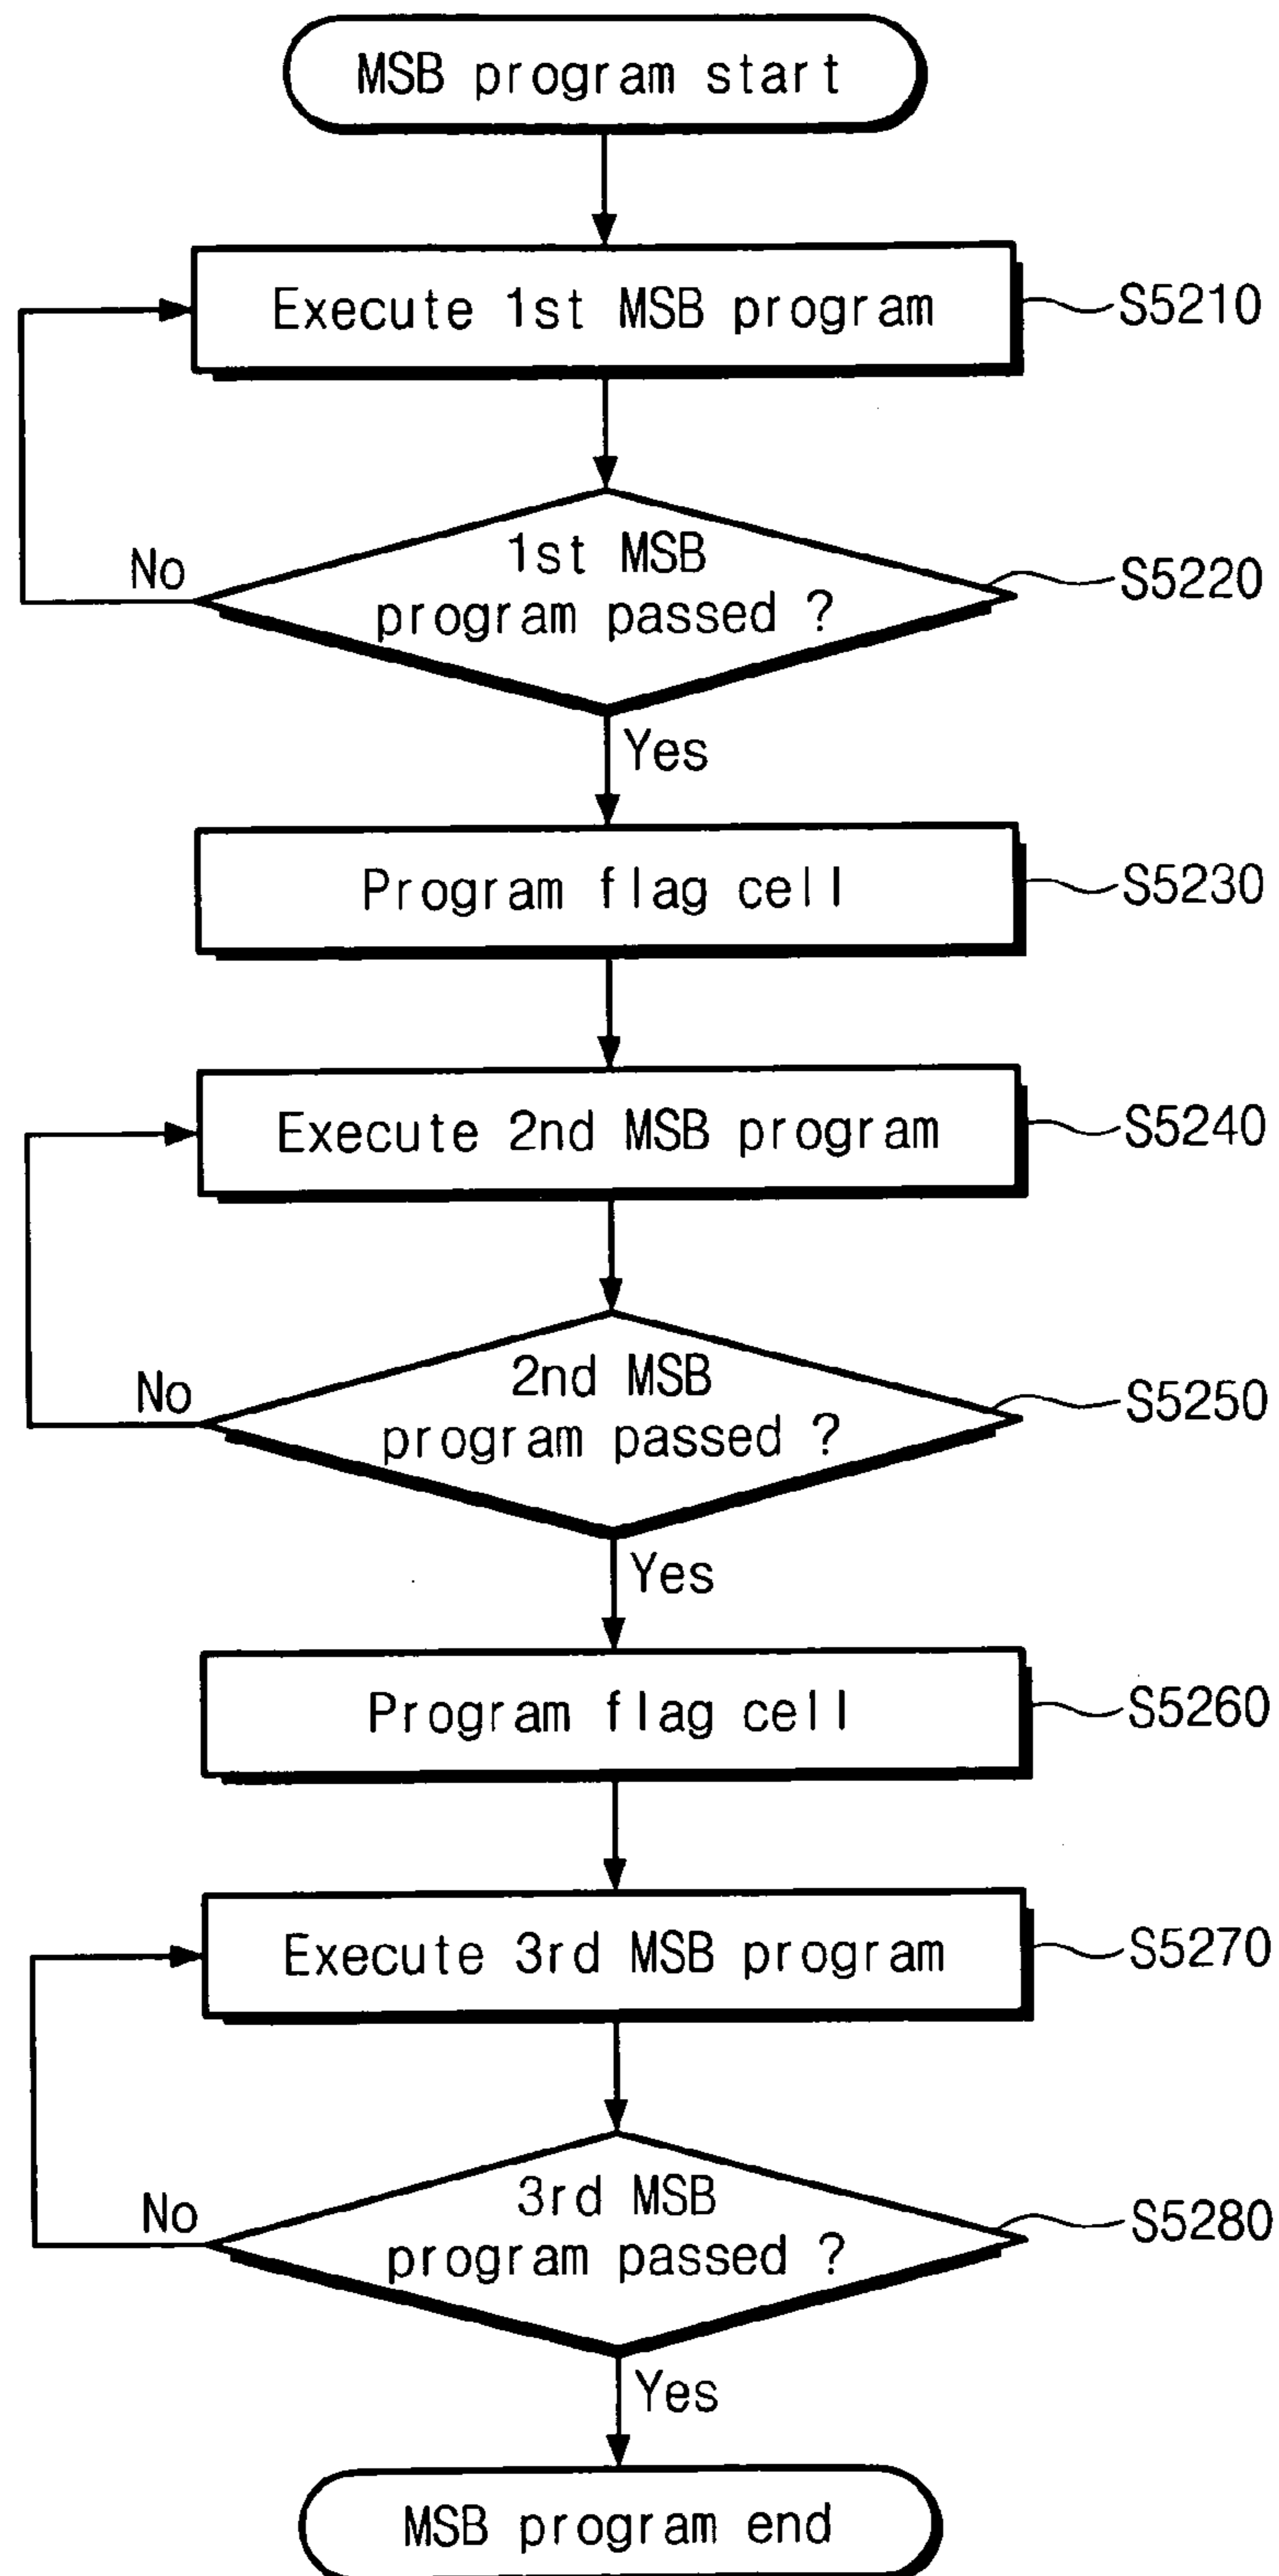 MSB program start
Execute 1st MSB program
S5210
1st MSB
program passed ?
S5220
No
Yes
Program flag cell
S5230
Execute 2nd MSB program
S5240
2nd MSB
program passed ?
S5250
No
Yes
Program flag cell
S5260
Execute 3rd MSB program
S5270
3rd MSB
program passed ?
S5280
No
Yes
MSB program end